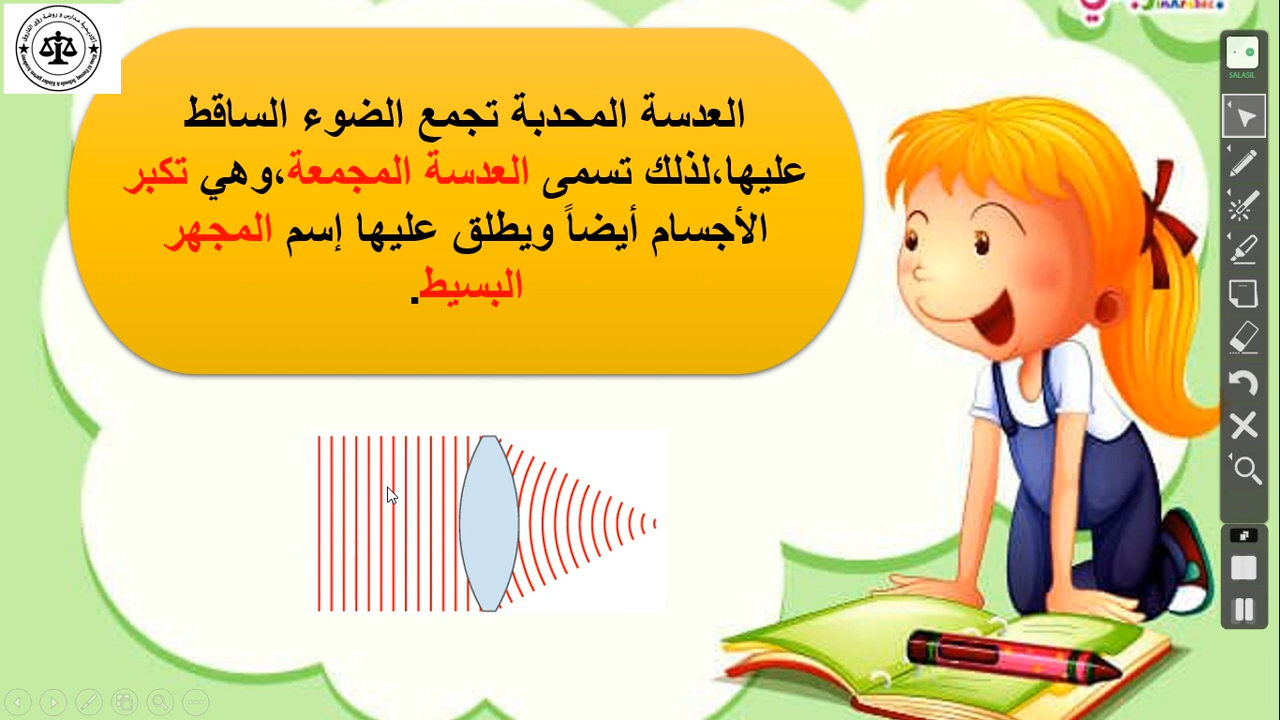 العدسة المحدبة تجمع الضوء الساقط
عليها،لذلك تسمى العدسة المجمعة،وهي تكبر
الأجسام أيضاً ويطلق عليها إسم المجهر
البسيط.
SALASIL